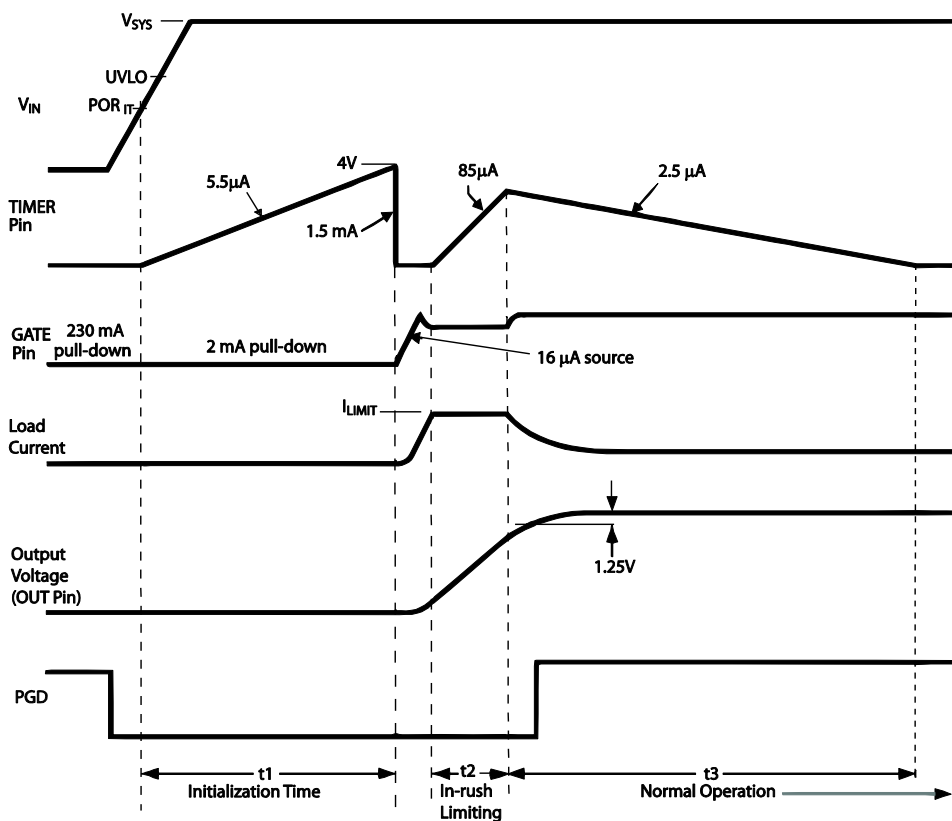 VSYS
UVLO
VIN
POR IT
4V
5.5µA
85µA
2.5 µA
TIMER
Pin
1.5 mA
GATE
Pin
230 mA
pull-down
2 mA pull-down
16 µA source
ILIMIT
Load
Current
Output
Voltage
(OUT Pin)
1.25V
PGD
t1
Initialization Time
t2
In-rush
Limiting
t3
Normal Operation